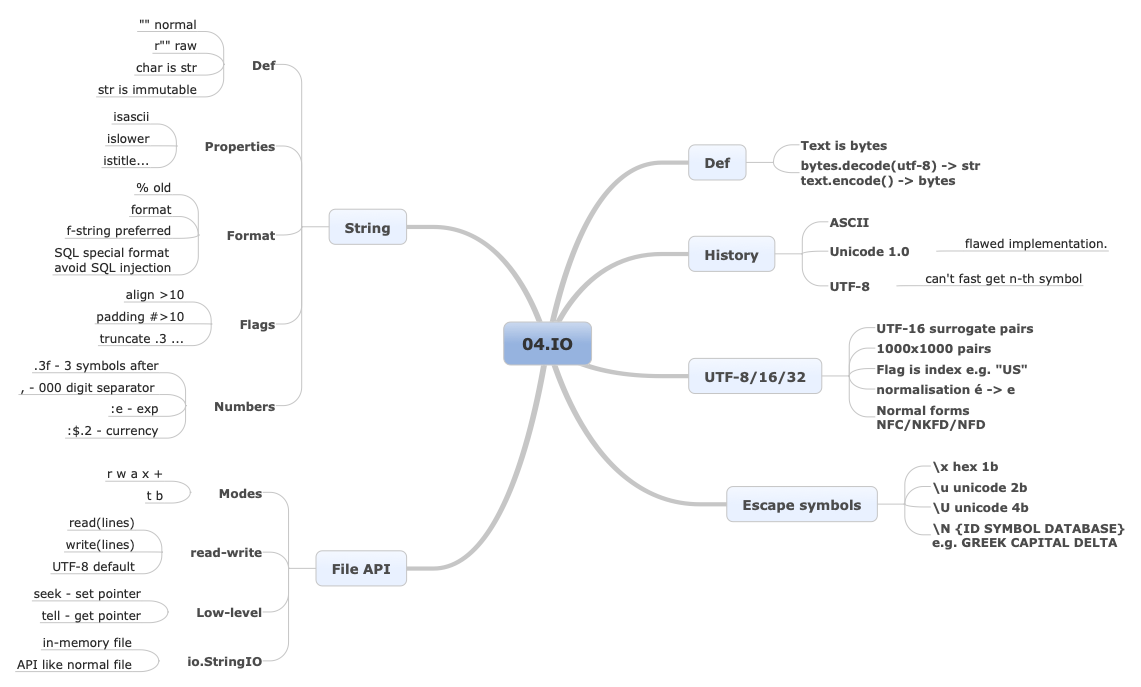 04.IO
String
Def
"" normal
r"" raw
char is str
str is immutable
Properties
isascii
islower
istitle...
Format
% old
format
f-string preferred
SQL special format
avoid SQL injection
Flags
align >10
padding #>10
truncate .3 ...
Numbers
.3f - 3 symbols after
, - 000 digit separator
:e - exp
:$.2 - currency
File API
Modes
r w a x +
t b
read-write
read(lines)
write(lines)
UTF-8 default
Low-level
seek - set pointer
tell - get pointer
io.StringIO
in-memory file
API like normal file
Def
Text is bytes
bytes.decode(utf-8) -> str
text.encode() -> bytes
History
ASCII
Unicode 1.0
flawed implementation.
UTF-8
can't fast get n-th symbol
UTF-8/16/32
UTF-16 surrogate pairs
1000x1000 pairs
Flag is index e.g. "US"
normalisation é -> e
Normal forms
NFC/NKFD/NFD
Escape symbols
\x hex 1b
\u unicode 2b
\U unicode 4b
\N {ID SYMBOL DATABASE}
e.g. GREEK CAPITAL DELTA